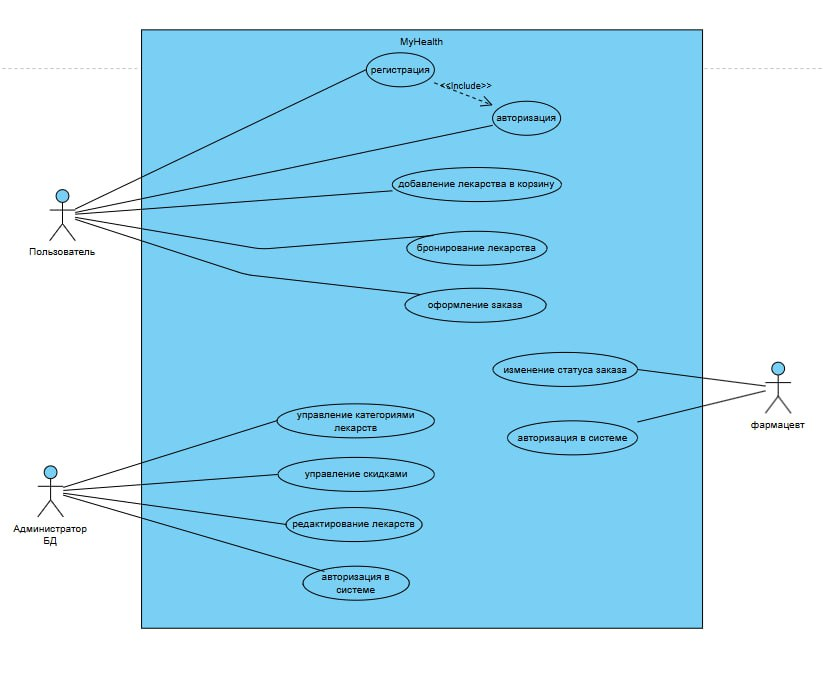 MyHealth
регистрация
<<Include>>
авторизация
добавление лекарства в корзину
Пользователь
бронирование лекарства
оформление заказа
изменение статуса заказа
фармацевт
управление категориями
лекарств
авторизация в системе
управление скидками
Администратор
БД
редактирование лекарств
авторизация в
системе